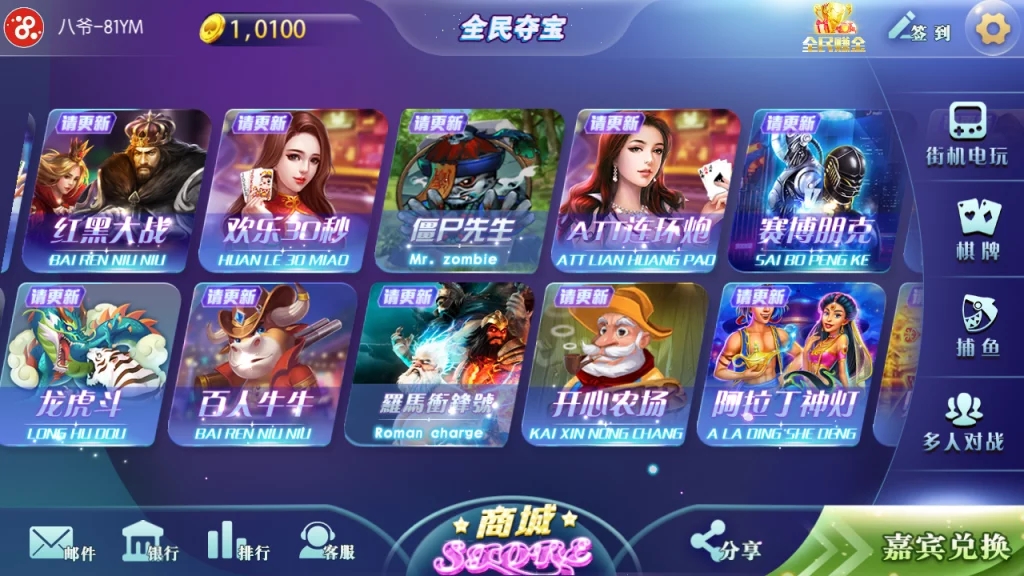 八爷-81YM
1,0100
全民夺宝
全民赚金
签到
请更新
红黑大战
BAI REN NIU NIU
请更新
欢乐30秒
HUAN LE 30 MIAO
请更新
僵尸先生
Mr. zombie
请更新
ATT连环炮
ATT LIAN HUANG PAO
请更新
赛博朋克
SAI BO PENG KE
请更新
龙虎斗
LONG HU DOU
请更新
百人牛牛
BAI REN NIU NIU
请更新
羅馬衝鋒號
Roman charge
请更新
开心农场
KAI XIN NONG CHANG
请更新
阿拉丁神灯
A LA DING SHE DENG
请
街机电玩
棋牌
捕鱼
多人对战
邮件
银行
排行
客服
商城
SHORE
分享
嘉宾兑换